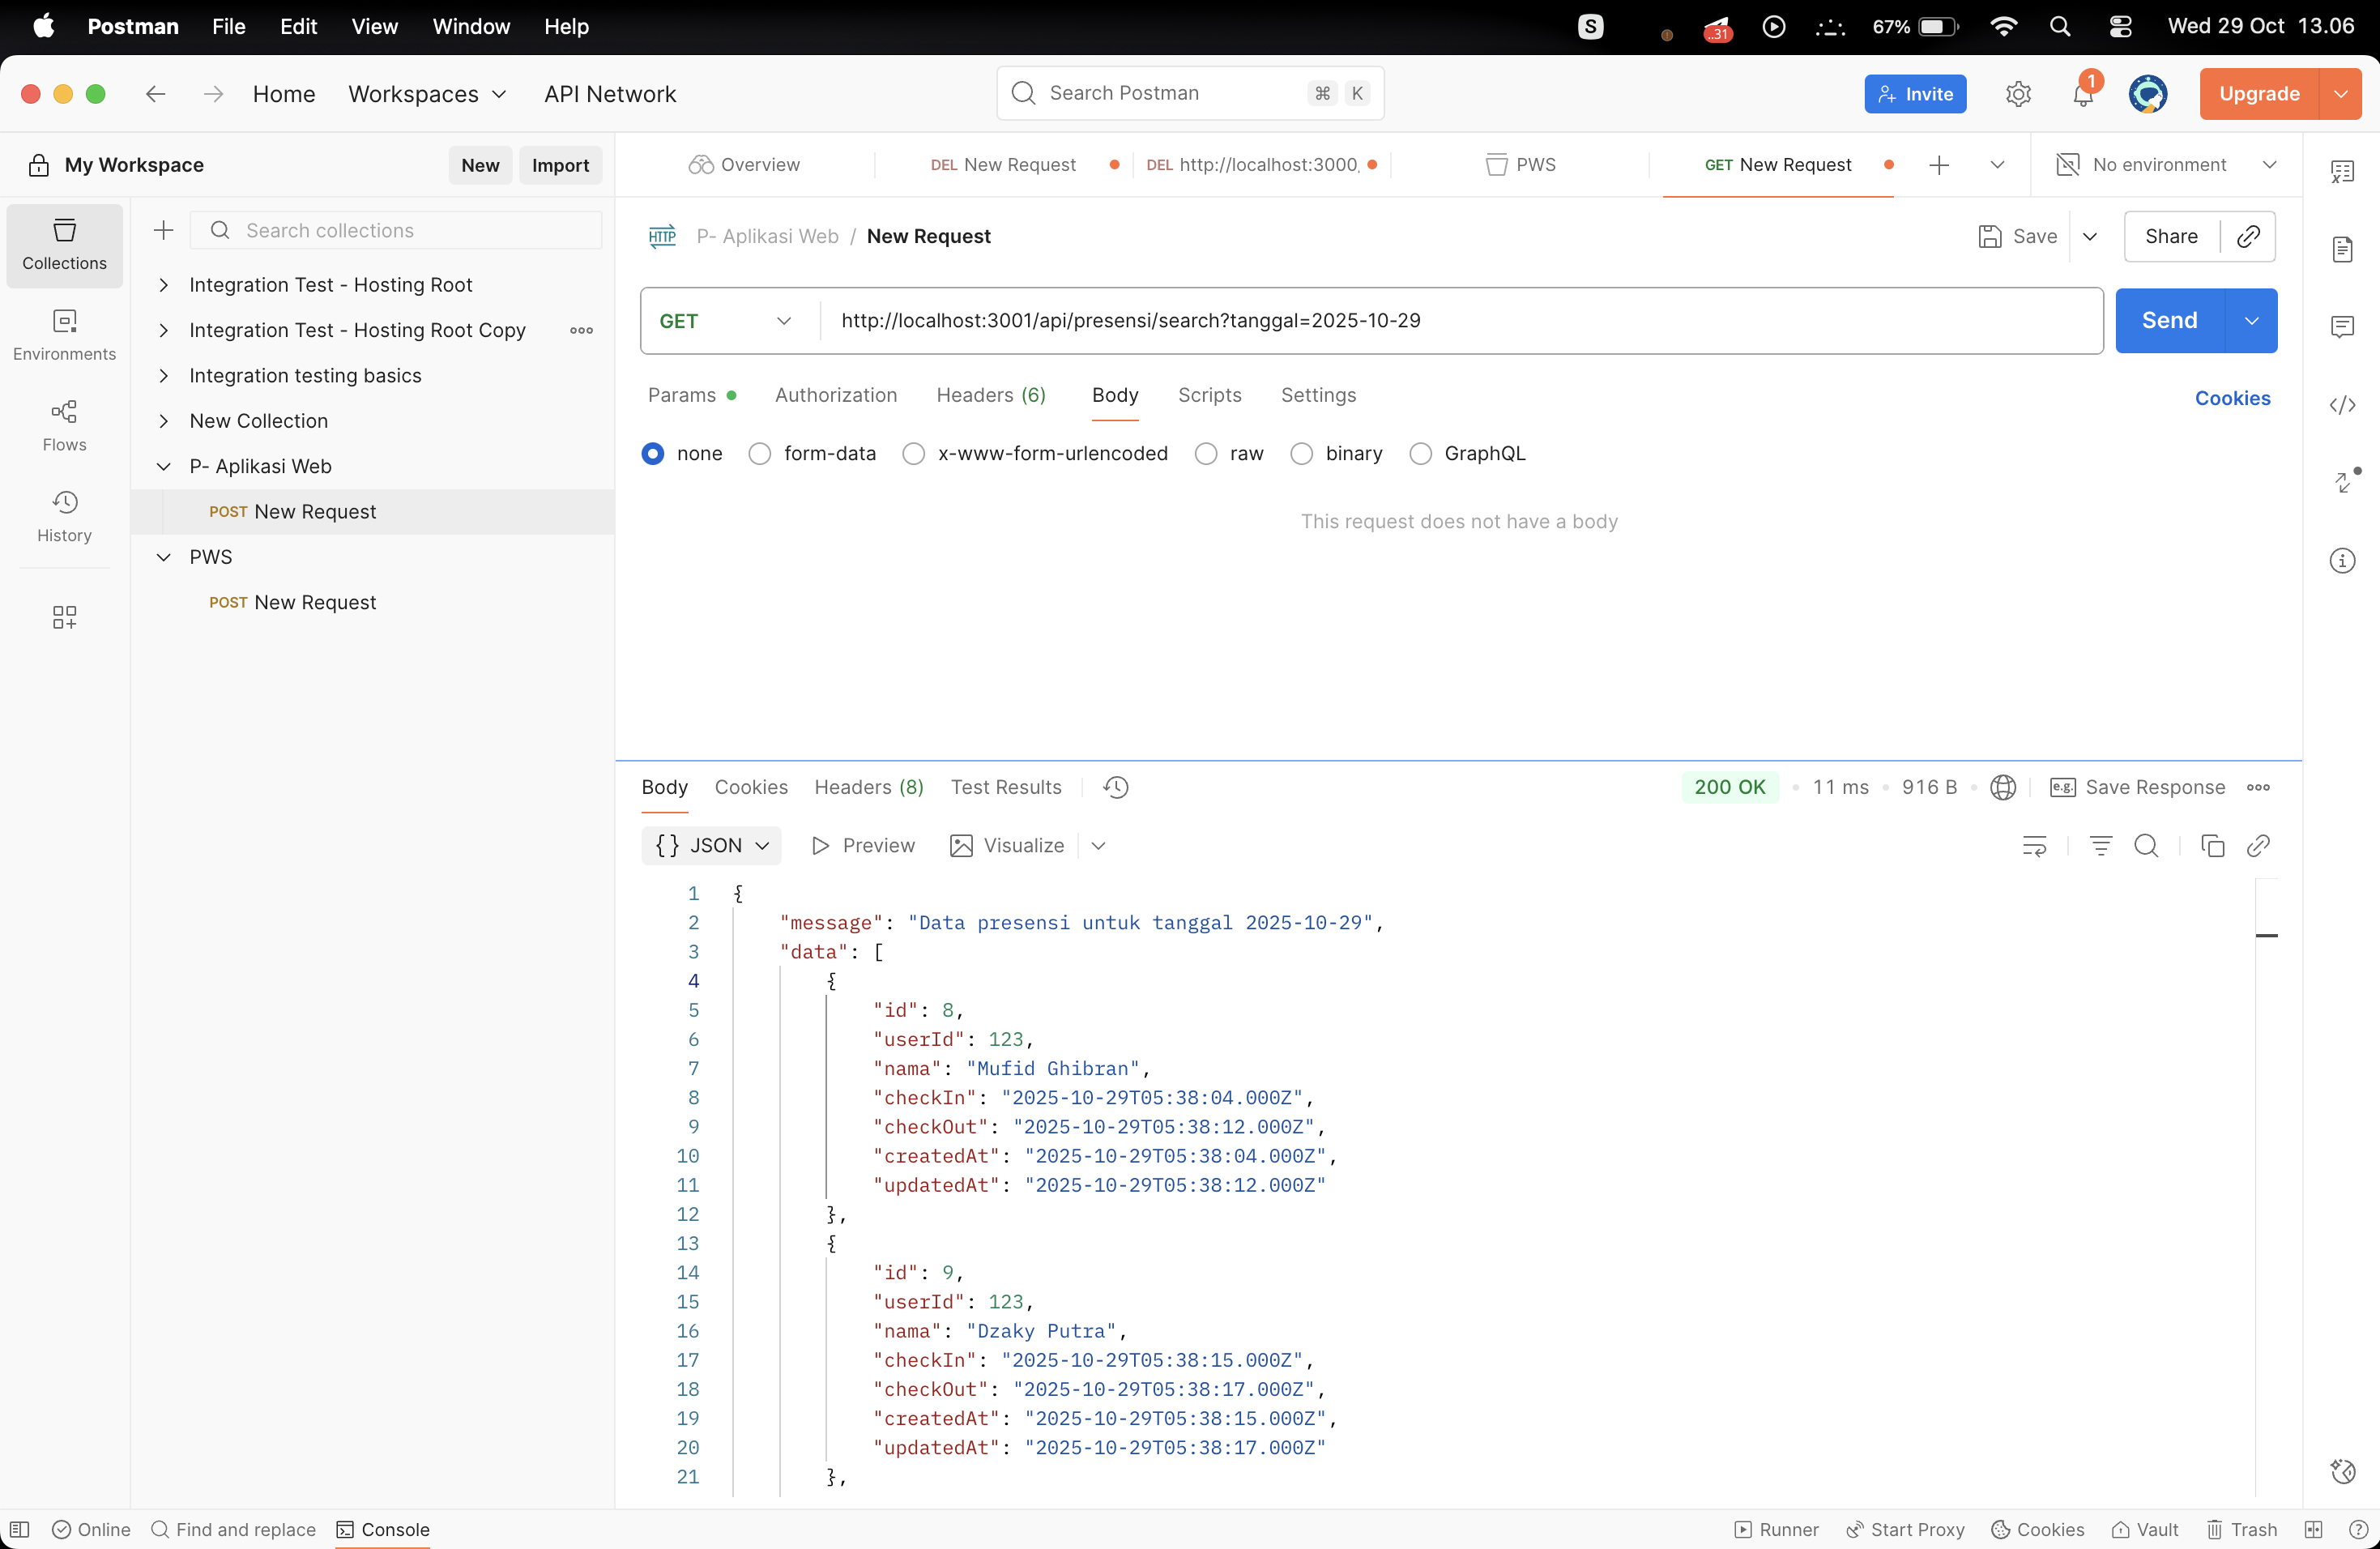 Postman File Edit View Window Help S ..31 67% Wed 29 Oct 13.06
Home Workspaces API Network Search Postman ⌘ K Invite 1 Upgrade
My Workspace New Import Overview DEL New Request DEL http://localhost:3000, PWS GET New Request No environment
Collections
Environments
Flows
History
Search collections
Integration Test - Hosting Root
Integration Test - Hosting Root Copy
Integration testing basics
New Collection
P- Aplikasi Web
POST New Request
PWS
POST New Request
HTTP P- Aplikasi Web / New Request Save Share
GET http://localhost:3001/api/presensi/search?tanggal=2025-10-29 Send
Params Authorization Headers (6) Body Scripts Settings Cookies
none form-data x-www-form-urlencoded raw binary GraphQL
This request does not have a body
Body Cookies Headers (8) Test Results 200 OK 11 ms 916 B e.g. Save Response
{} JSON Preview Visualize
1 {
2 "message": "Data presensi untuk tanggal 2025-10-29",
3 "data": [
4 {
5 "id": 8,
6 "userId": 123,
7 "nama": "Mufid Ghibran",
8 "checkIn": "2025-10-29T05:38:04.000Z",
9 "checkOut": "2025-10-29T05:38:12.000Z",
10 "createdAt": "2025-10-29T05:38:04.000Z",
11 "updatedAt": "2025-10-29T05:38:12.000Z"
12 },
13 {
14 "id": 9,
15 "userId": 123,
16 "nama": "Dzaky Putra",
17 "checkIn": "2025-10-29T05:38:15.000Z",
18 "checkOut": "2025-10-29T05:38:17.000Z",
19 "createdAt": "2025-10-29T05:38:15.000Z",
20 "updatedAt": "2025-10-29T05:38:17.000Z"
21 },
Online Find and replace Console Runner Start Proxy Cookies Vault Trash